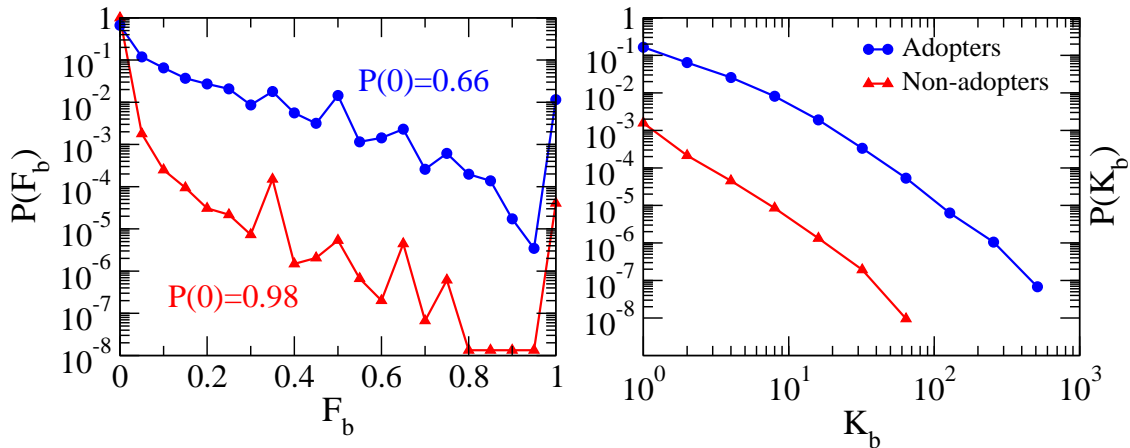 1
10^-1
10^-2
10^-3
10^-4
10^-5
10^-6
10^-7
10^-8
P(F_b)
P(0)=0.66
P(0)=0.98
0 0.2 0.4 0.6 0.8 1
F_b
1
10^-1
10^-2
10^-3
10^-4
10^-5
10^-6
10^-7
10^-8
Adopters
Non-adopters
P(K_b)
10^0 10^1 10^2 10^3
K_b